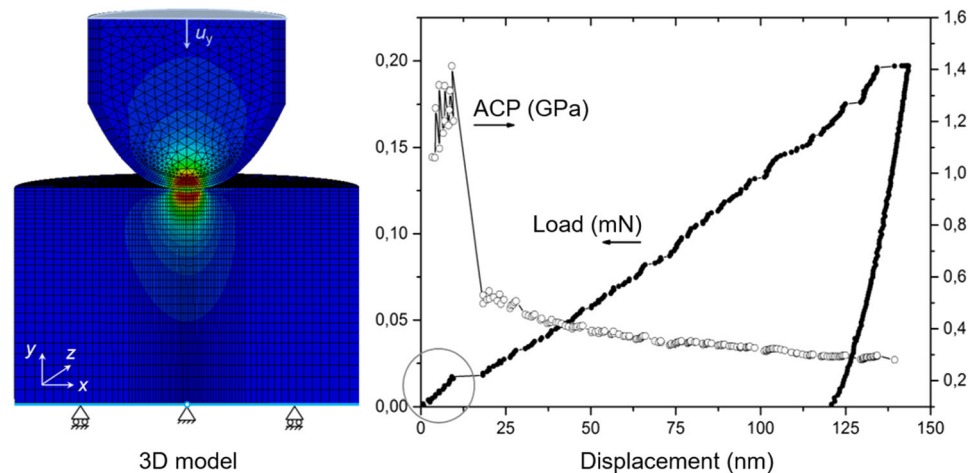 u_y
y
z
x
3D model
0,20
0,15
0,10
0,05
0,00
ACP (GPa)
Load (mN)
1,6
1,4
1,2
1,0
0,8
0,6
0,4
0,2
0 25 50 75 100 125 150
Displacement (nm)